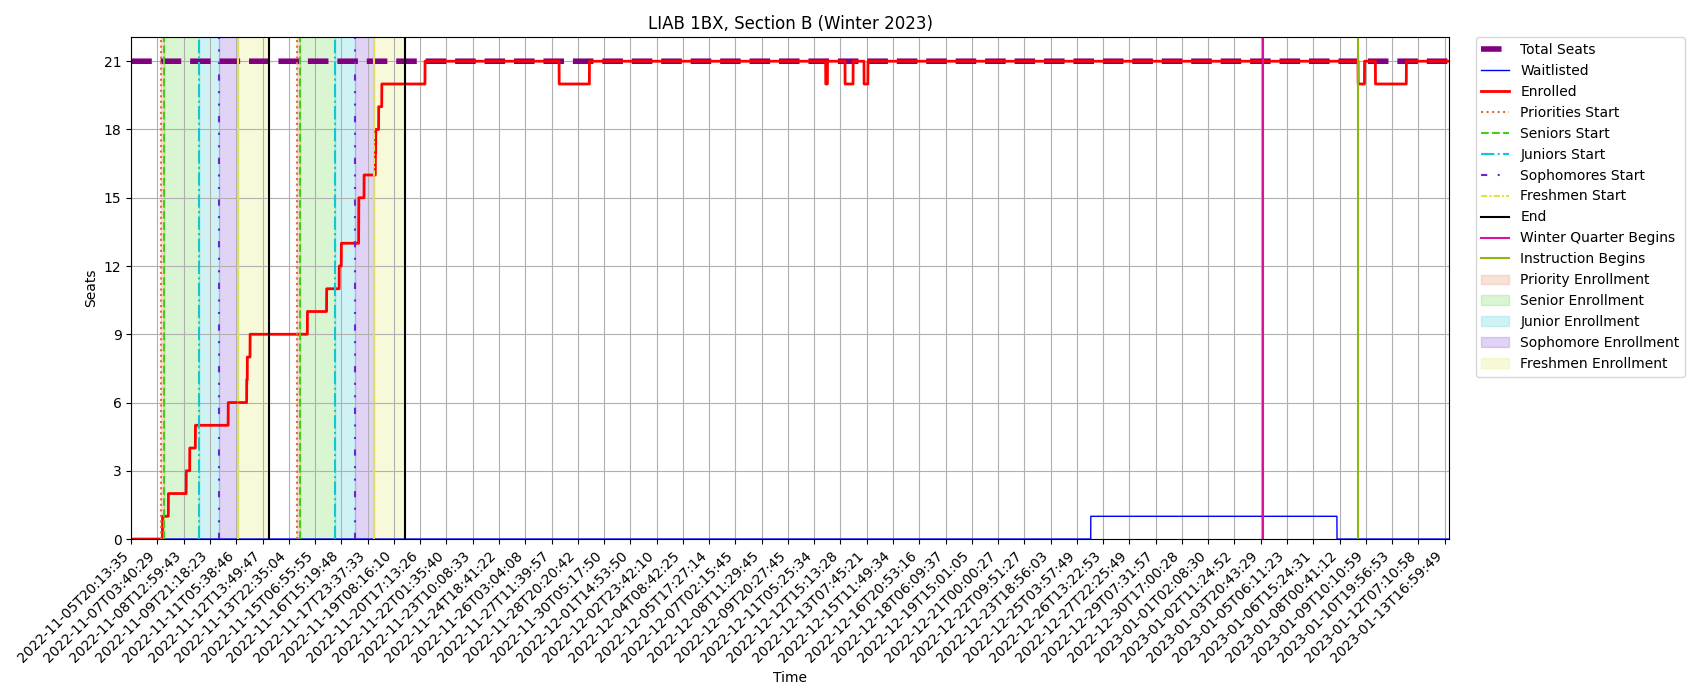 LIAB 1BX, Section B (Winter 2023)
Seats
21
18
15
12
9
6
3
0
2022-11-05T20:13:35
2022-11-07T03:40:29
2022-11-08T12:59:43
2022-11-09T21:18:23
2022-11-11T05:38:46
2022-11-12T13:49:47
2022-11-13T22:35:04
2022-11-15T06:55:55
2022-11-16T15:19:48
2022-11-17T23:37:33
2022-11-19T08:16:10
2022-11-20T17:13:26
2022-11-22T01:35:40
2022-11-23T10:08:33
2022-11-24T18:41:22
2022-11-26T03:04:08
2022-11-27T11:39:57
2022-11-28T20:20:42
2022-11-30T05:17:50
2022-12-01T14:53:50
2022-12-02T23:42:10
2022-12-04T08:42:25
2022-12-05T17:27:14
2022-12-07T02:15:45
2022-12-08T11:29:45
2022-12-09T20:27:45
2022-12-11T05:25:34
2022-12-12T15:13:28
2022-12-13T07:45:21
2022-12-15T11:49:34
2022-12-16T20:53:16
2022-12-18T06:09:37
2022-12-19T15:01:05
2022-12-21T00:00:27
2022-12-22T09:51:27
2022-12-23T18:56:03
2022-12-25T03:57:49
2022-12-26T13:22:53
2022-12-27T22:25:49
2022-12-29T07:31:57
2022-12-30T17:00:28
2023-01-01T02:08:30
2023-01-02T11:24:52
2023-01-03T20:43:29
2023-01-05T06:11:23
2023-01-06T15:24:31
2023-01-08T00:41:12
2023-01-09T10:10:59
2023-01-10T19:56:53
2023-01-12T07:10:58
2023-01-13T16:59:49
Time
Total Seats
Waitlisted
Enrolled
Priorities Start
Seniors Start
Juniors Start
Sophomores Start
Freshmen Start
End
Winter Quarter Begins
Instruction Begins
Priority Enrollment
Senior Enrollment
Junior Enrollment
Sophomore Enrollment
Freshmen Enrollment